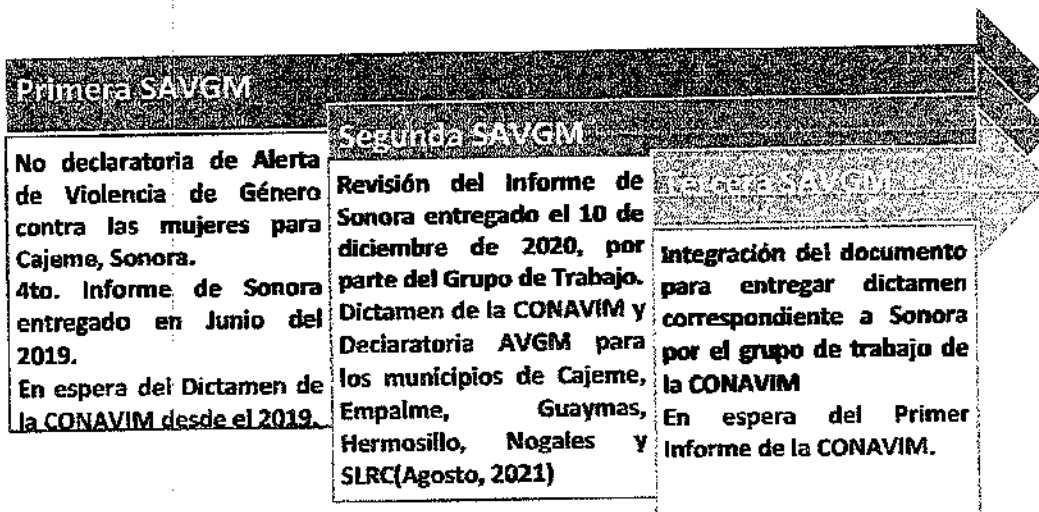 Primera SAVGM
No declaratoria de Alerta
de Violencia de Género
contra las mujeres para
Cajeme, Sonora.
4to. Informe de Sonora
entregado en Junio del
2019.
En espera del Dictamen de
la CONAVIM desde el 2019.
Segunda SAVGM
Revisión del Informe de
Sonora entregado el 10 de
diciembre de 2020, por
parte del Grupo de Trabajo.
Dictamen de la CONAVIM y
Declaratoria AVGM para
los municipios de Cajeme,
Empalme, Guaymas,
Hermosillo, Nogales y
SLRC(Agosto, 2021)
Tercera SAVGM
Integración del documento
para entregar dictamen
correspondiente a Sonora
por el grupo de trabajo de
la CONAVIM
En espera del Primer
Informe de la CONAVIM.